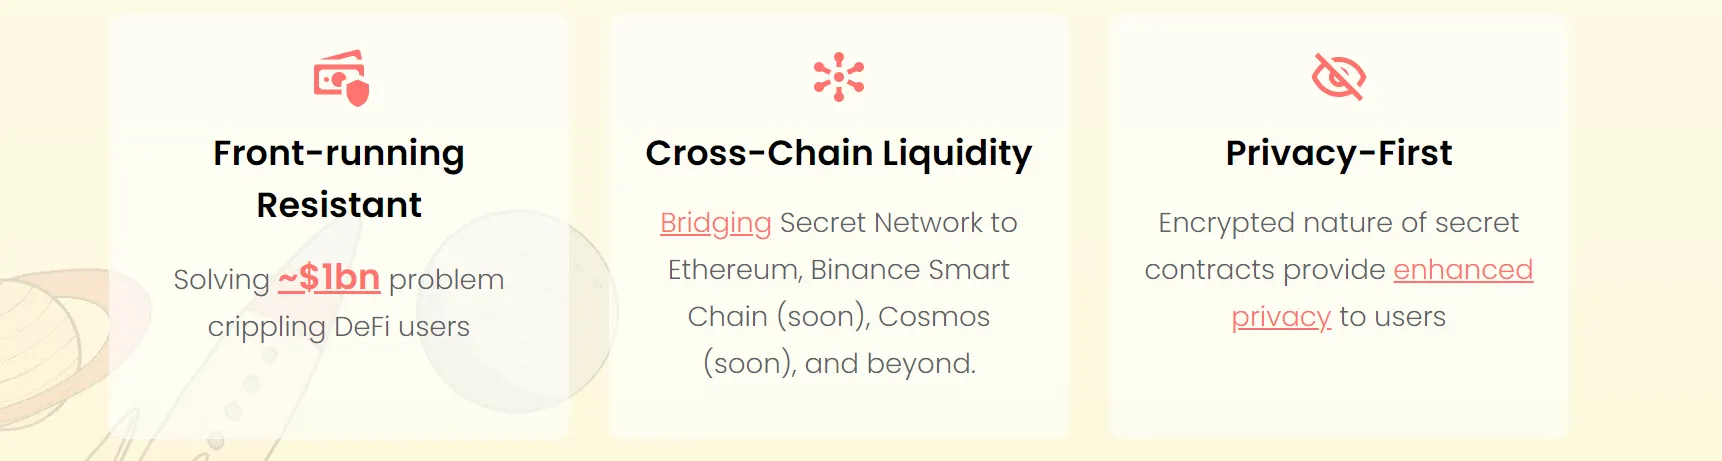 Front-running
Resistant
Solving ~$1bn problem
crippling DeFi users
Cross-Chain Liquidity
Bridging Secret Network to
Ethereum, Binance Smart
Chain (soon), Cosmos
(soon), and beyond.
Privacy-First
Encrypted nature of secret
contracts provide enhanced
privacy to users